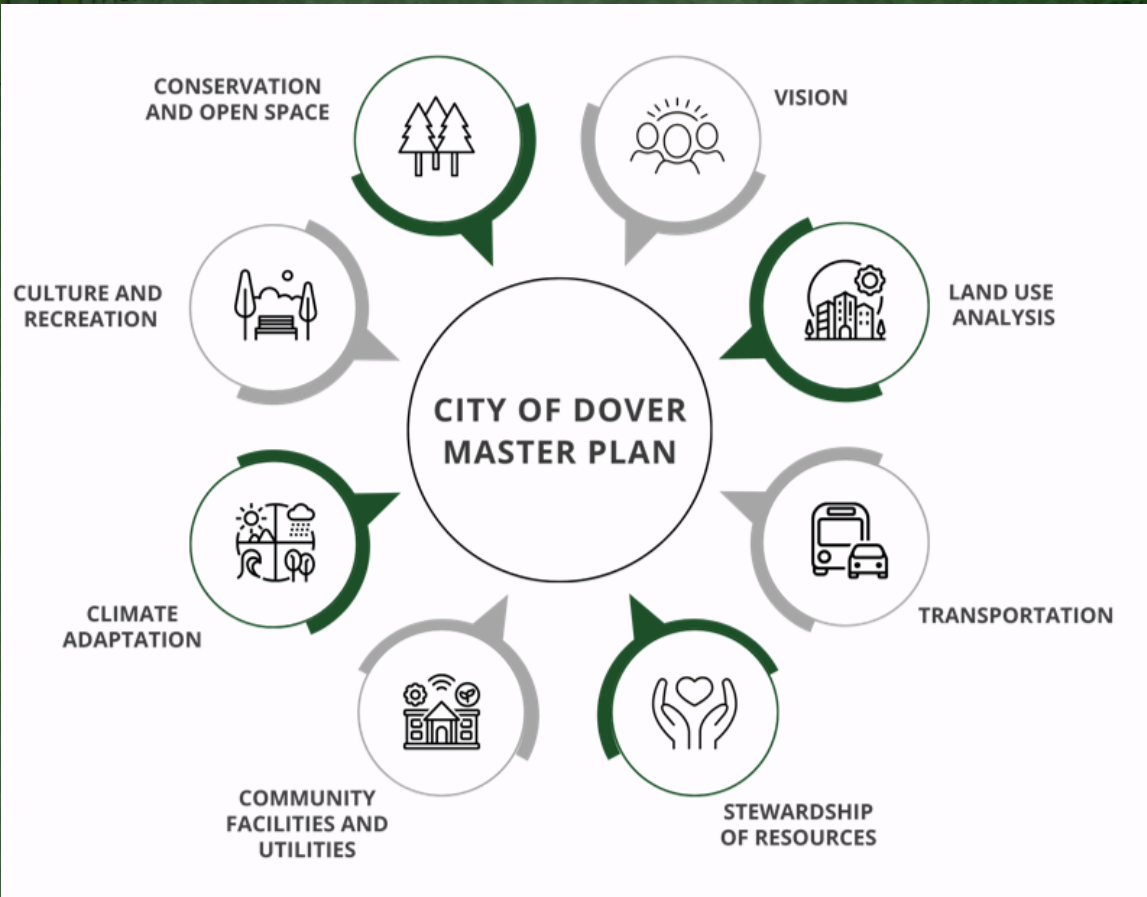 CONSERVATION
AND OPEN SPACE
VISION
CULTURE AND
RECREATION
LAND USE
ANALYSIS
CITY OF DOVER
MASTER PLAN
CLIMATE
ADAPTATION
TRANSPORTATION
COMMUNITY
FACILITIES AND
UTILITIES
STEWARDSHIP
OF RESOURCES